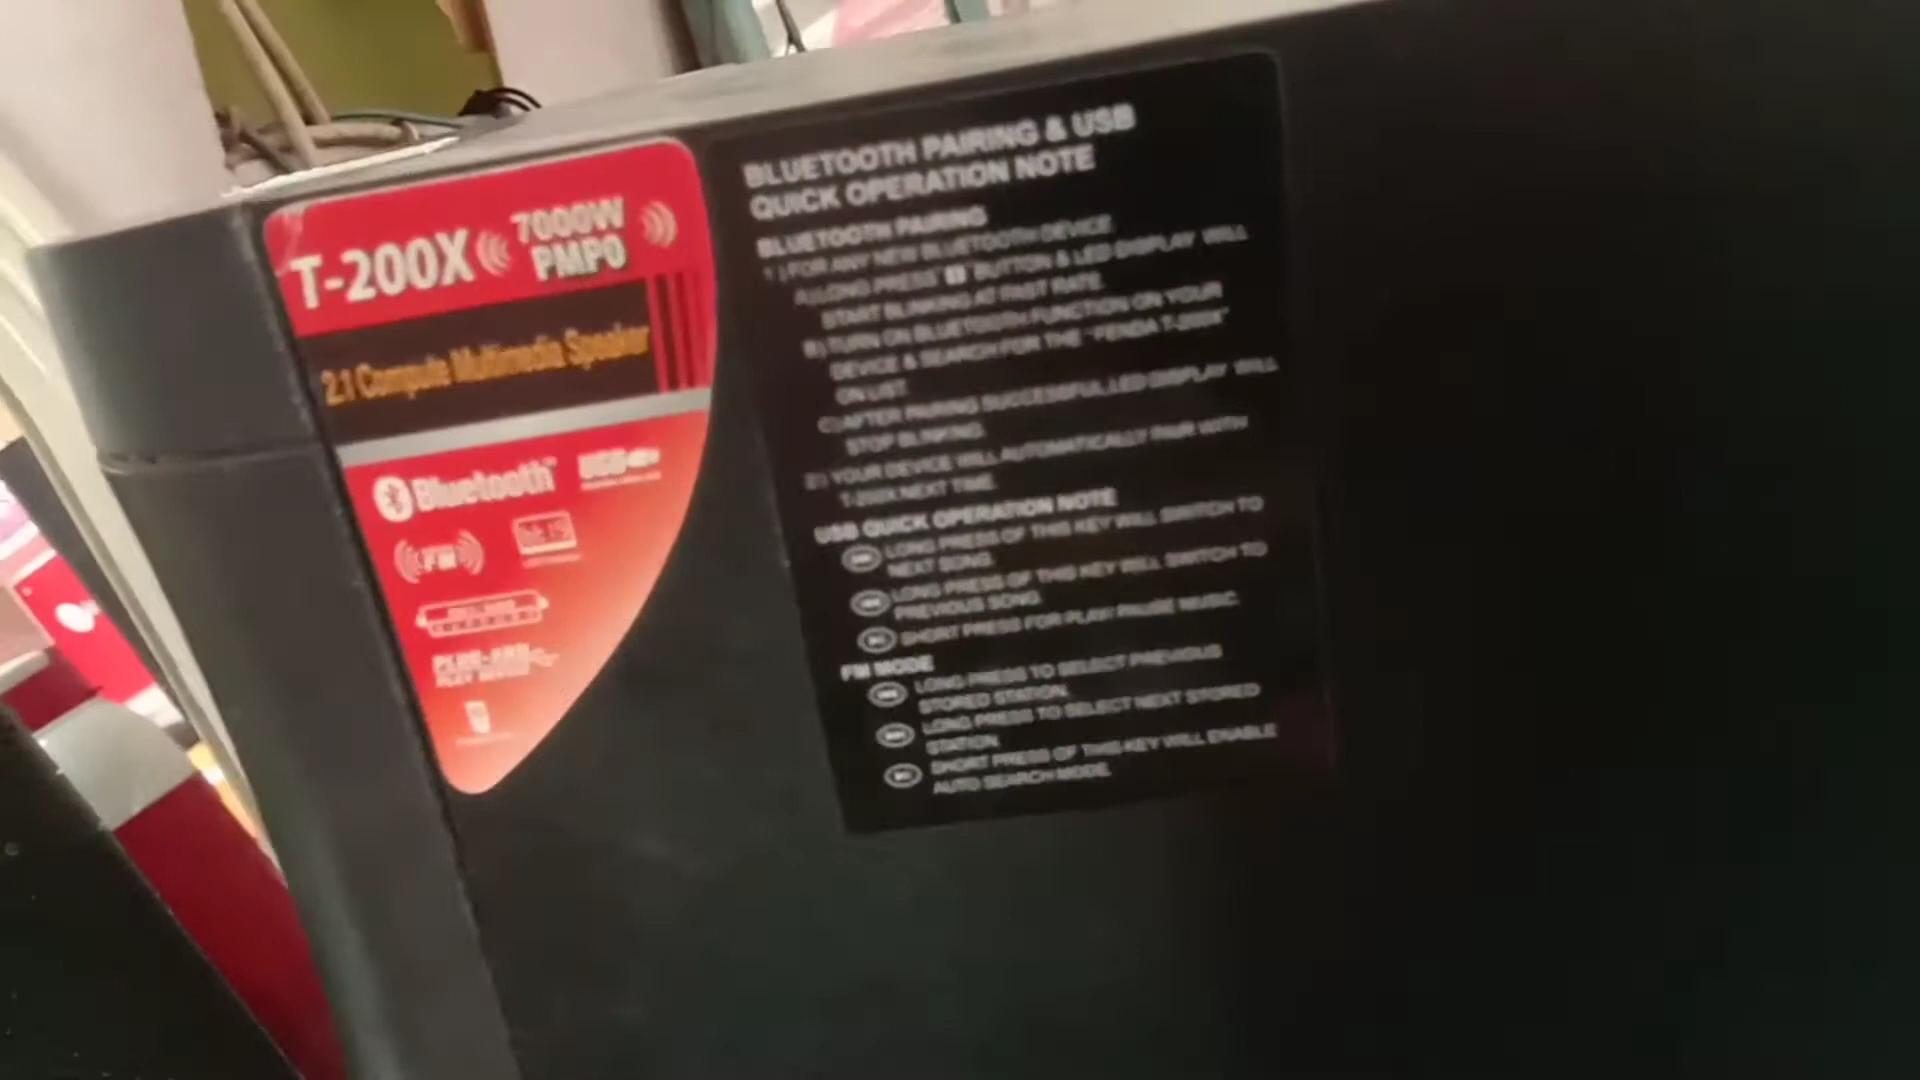 T-200X
7000W
PMPO
2.1 Compute Multimedia Speaker
Bluetooth
USB
FM
PLUG-AND-
PLAY
BLUETOOTH PAIRING & USB
QUICK OPERATION NOTE
BLUETOOTH PAIRING
1.) FOR ANY NEW BLUETOOTH DEVICE
A) LONG PRESS " " BUTTON & LED DISPLAY WILL
START BLINKING AT FAST RATE.
B) TURN ON BLUETOOTH FUNCTION ON YOUR
DEVICE & SEARCH FOR THE "FENDA T-200X"
ON LIST.
C) AFTER PAIRING SUCCESSFUL, LED DISPLAY WILL
STOP BLINKING.
2.) YOUR DEVICE WILL AUTOMATICALLY PAIR WITH
T-200X NEXT TIME.
USB QUICK OPERATION NOTE
LONG PRESS OF THIS KEY WILL SWITCH TO
NEXT SONG.
LONG PRESS OF THIS KEY WILL SWITCH TO
PREVIOUS SONG.
SHORT PRESS FOR PLAY/ PAUSE MUSIC.
FM MODE
LONG PRESS TO SELECT PREVIOUS
STORED STATION.
LONG PRESS TO SELECT NEXT STORED
STATION.
SHORT PRESS OF THIS KEY WILL ENABLE
AUTO SEARCH MODE.